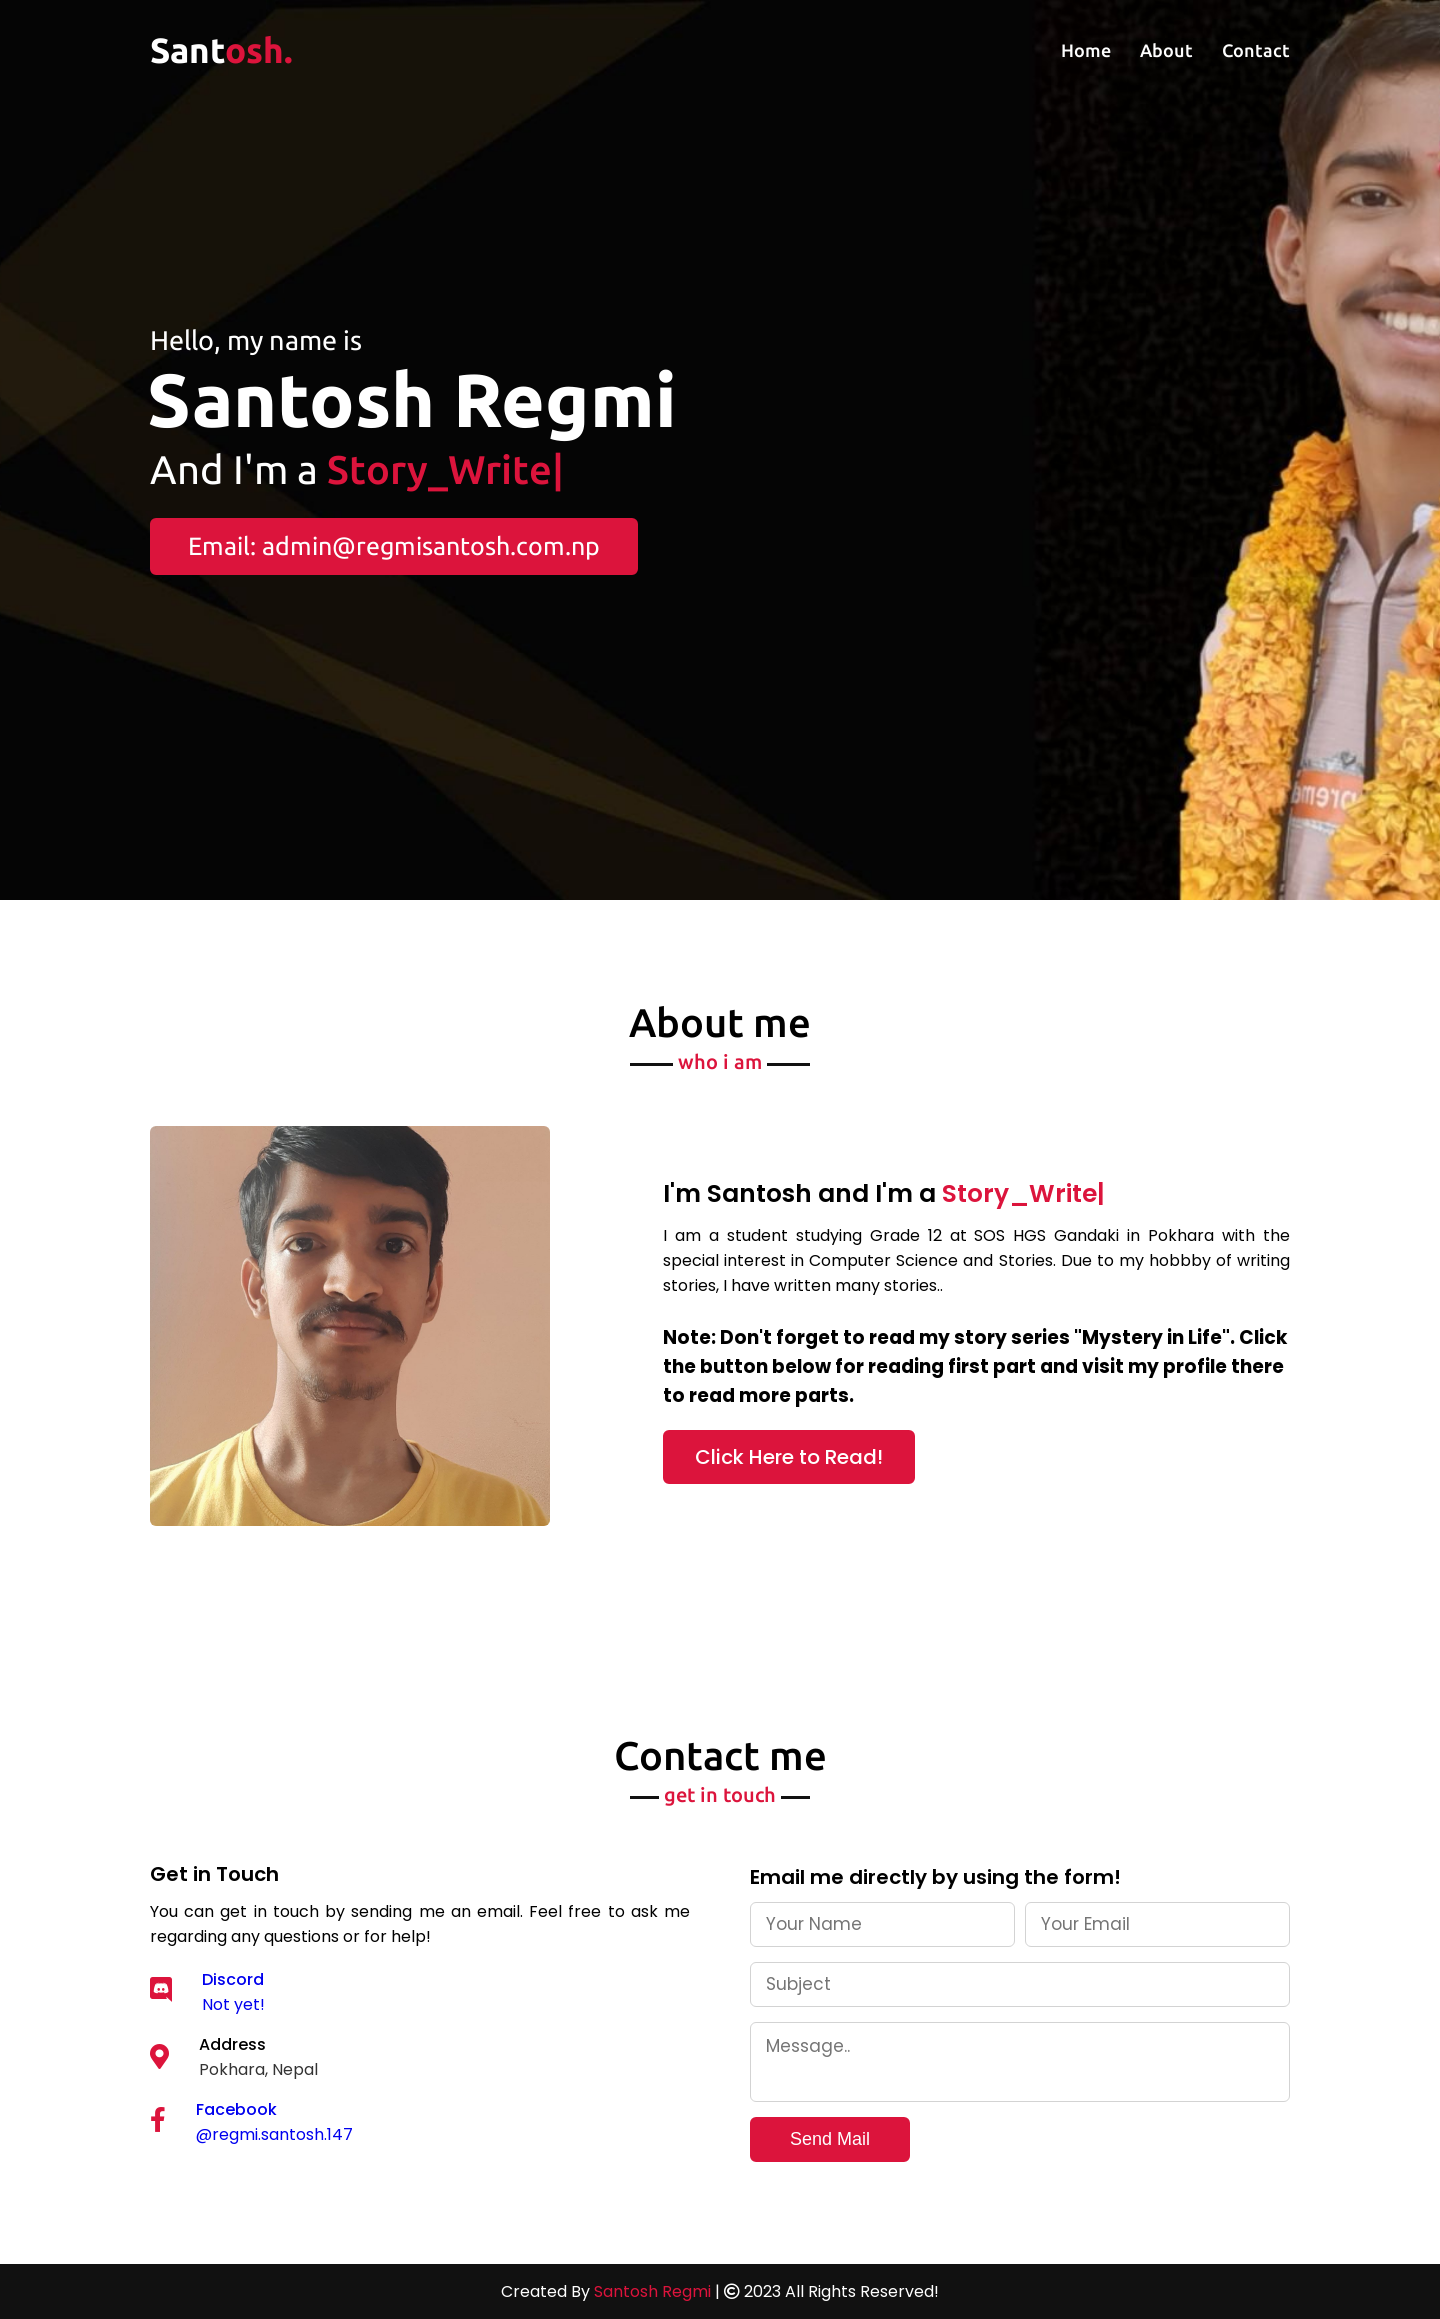 Santosh.
Home About Contact
Hello, my name is
Santosh Regmi
And I'm a Story_Write|
Email: admin@regmisantosh.com.np
About me
who i am
I'm Santosh and I'm a Story_Write|
I am a student studying Grade 12 at SOS HGS Gandaki in Pokhara with the
special interest in Computer Science and Stories. Due to my hobbby of writing
stories, I have written many stories..
Note: Don't forget to read my story series "Mystery in Life". Click
the button below for reading first part and visit my profile there
to read more parts.
Click Here to Read!
Contact me
get in touch
Get in Touch
You can get in touch by sending me an email. Feel free to ask me
regarding any questions or for help!
Discord
Not yet!
Address
Pokhara, Nepal
Facebook
@regmi.santosh.147
Email me directly by using the form!
Your Name Your Email
Subject
Message..
Send Mail
Created By Santosh Regmi | © 2023 All Rights Reserved!